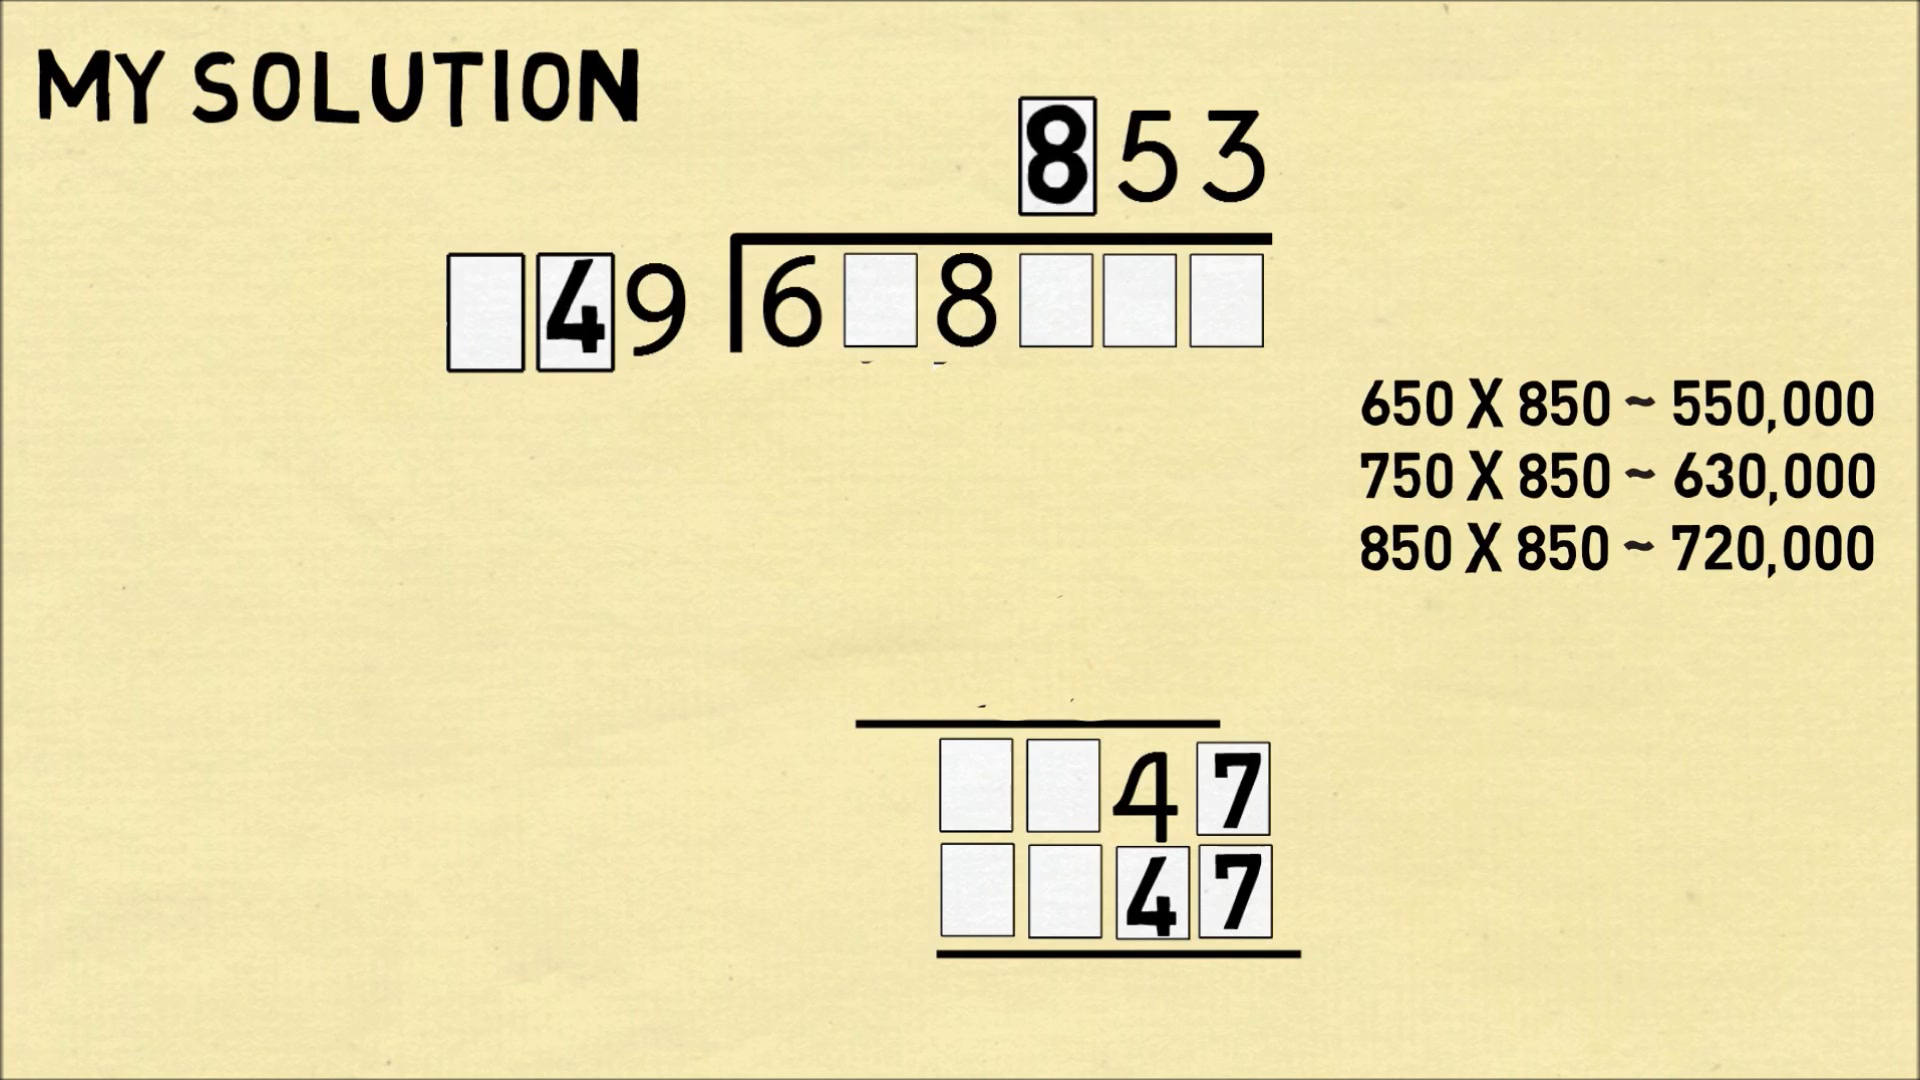 MY SOLUTION
853
49 6 8
650 X 850 ~ 550,000
750 X 850 ~ 630,000
850 X 850 ~ 720,000
47
47